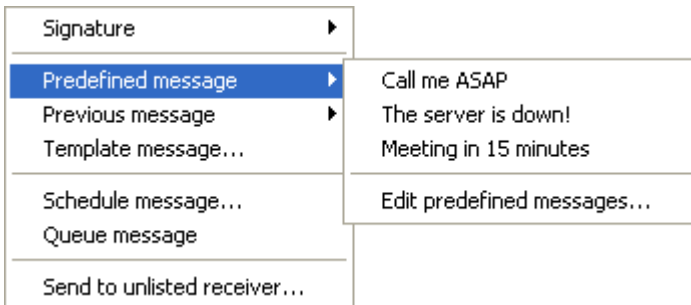 Signature
Predefined message
Previous message
Template message...
Schedule message...
Queue message
Send to unlisted receiver...
Call me ASAP
The server is down!
Meeting in 15 minutes
Edit predefined messages...